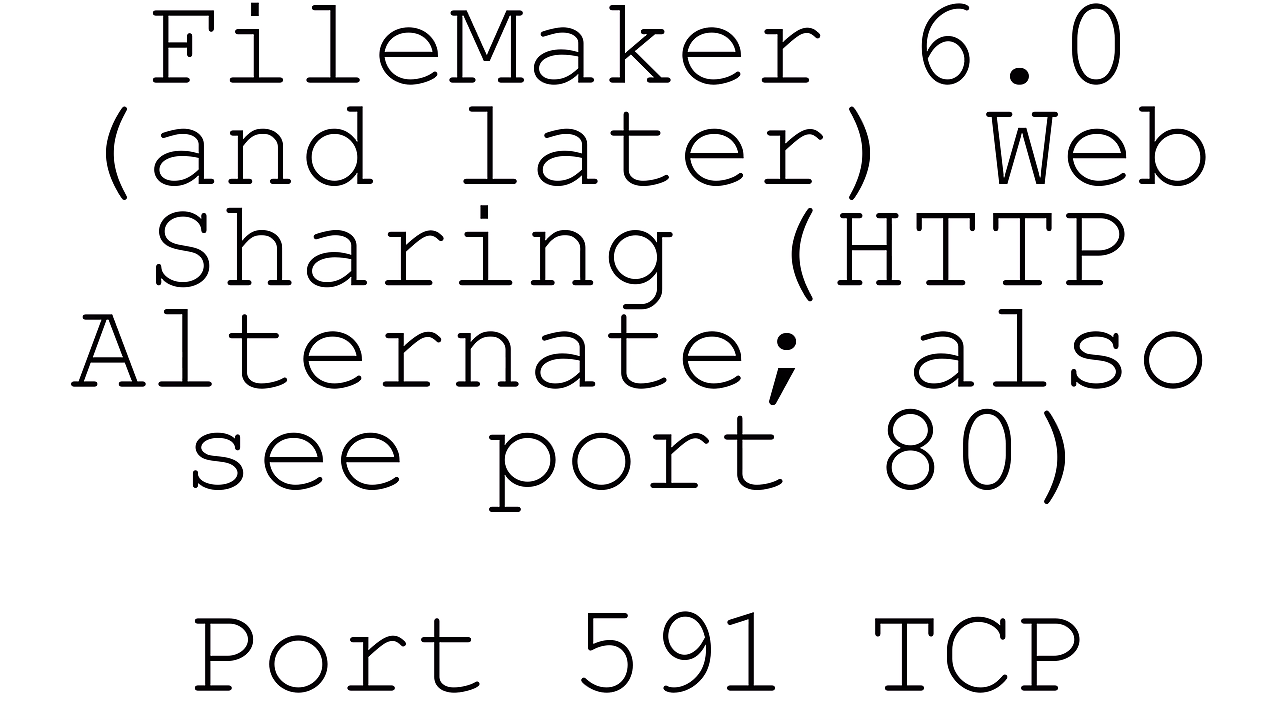 FileMaker 6.0
(and later) Web
Sharing (HTTP
Alternate; also
see port 80)
Port 591 TCP